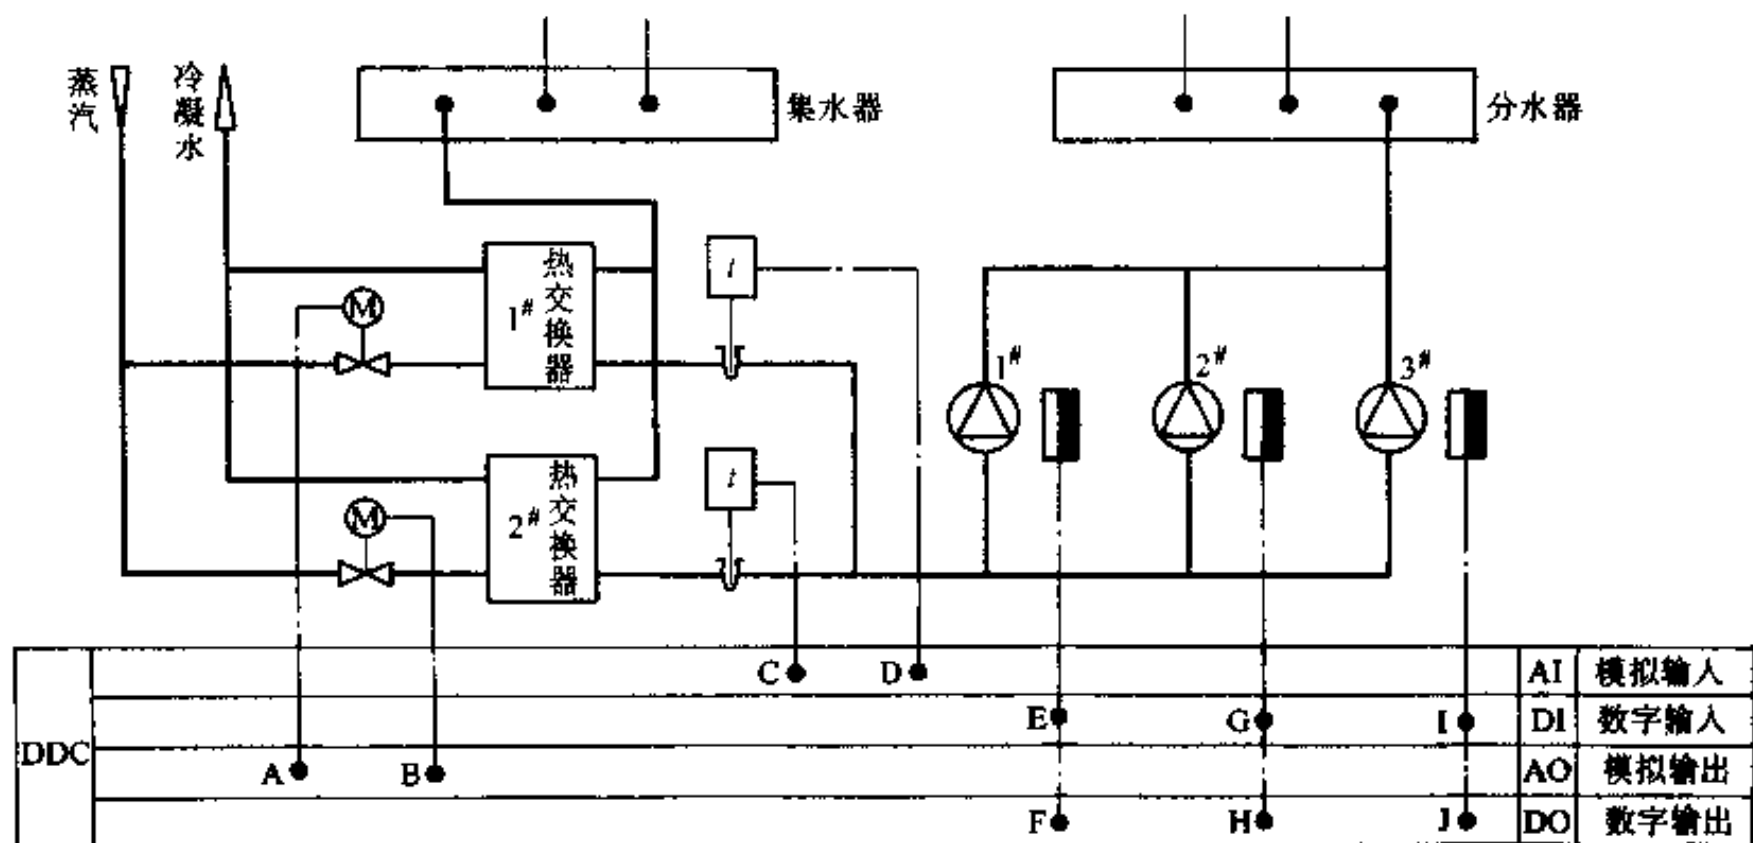 蒸汽
冷凝水
集水器
分水器
1#
热交换器
t
M
1#
2#
3#
2#
热交换器
t
M
C
D
AI
模拟输入
E
G
I
DI
数字输入
DDC
A
B
AO
模拟输出
F
H
J
DO
数字输出